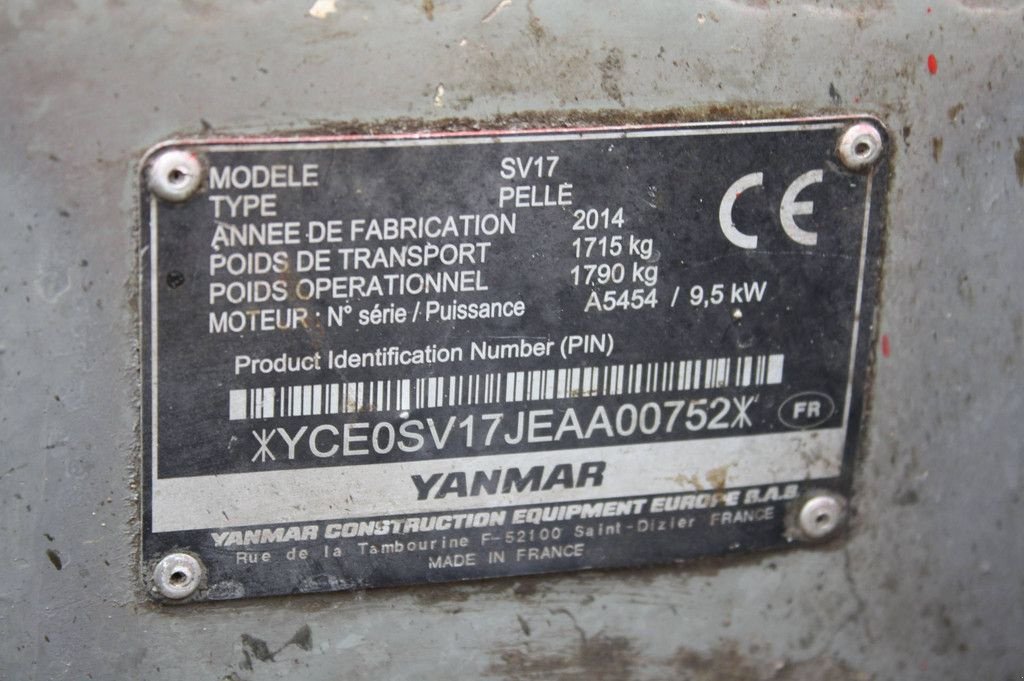 MODELE SV17
TYPE PELLE
ANNEE DE FABRICATION 2014
POIDS DE TRANSPORT 1715 kg
POIDS OPERATIONNEL 1790 kg
MOTEUR : N° série / Puissance A5454 / 9,5 kW
CE
Product Identification Number (PIN)
*YCE0SV17JEAA00752*
FR
YANMAR
YANMAR CONSTRUCTION EQUIPMENT EUROPE S.A.S.
Rue de la Tambourine F-52100 Saint-Dizier FRANCE
MADE IN FRANCE